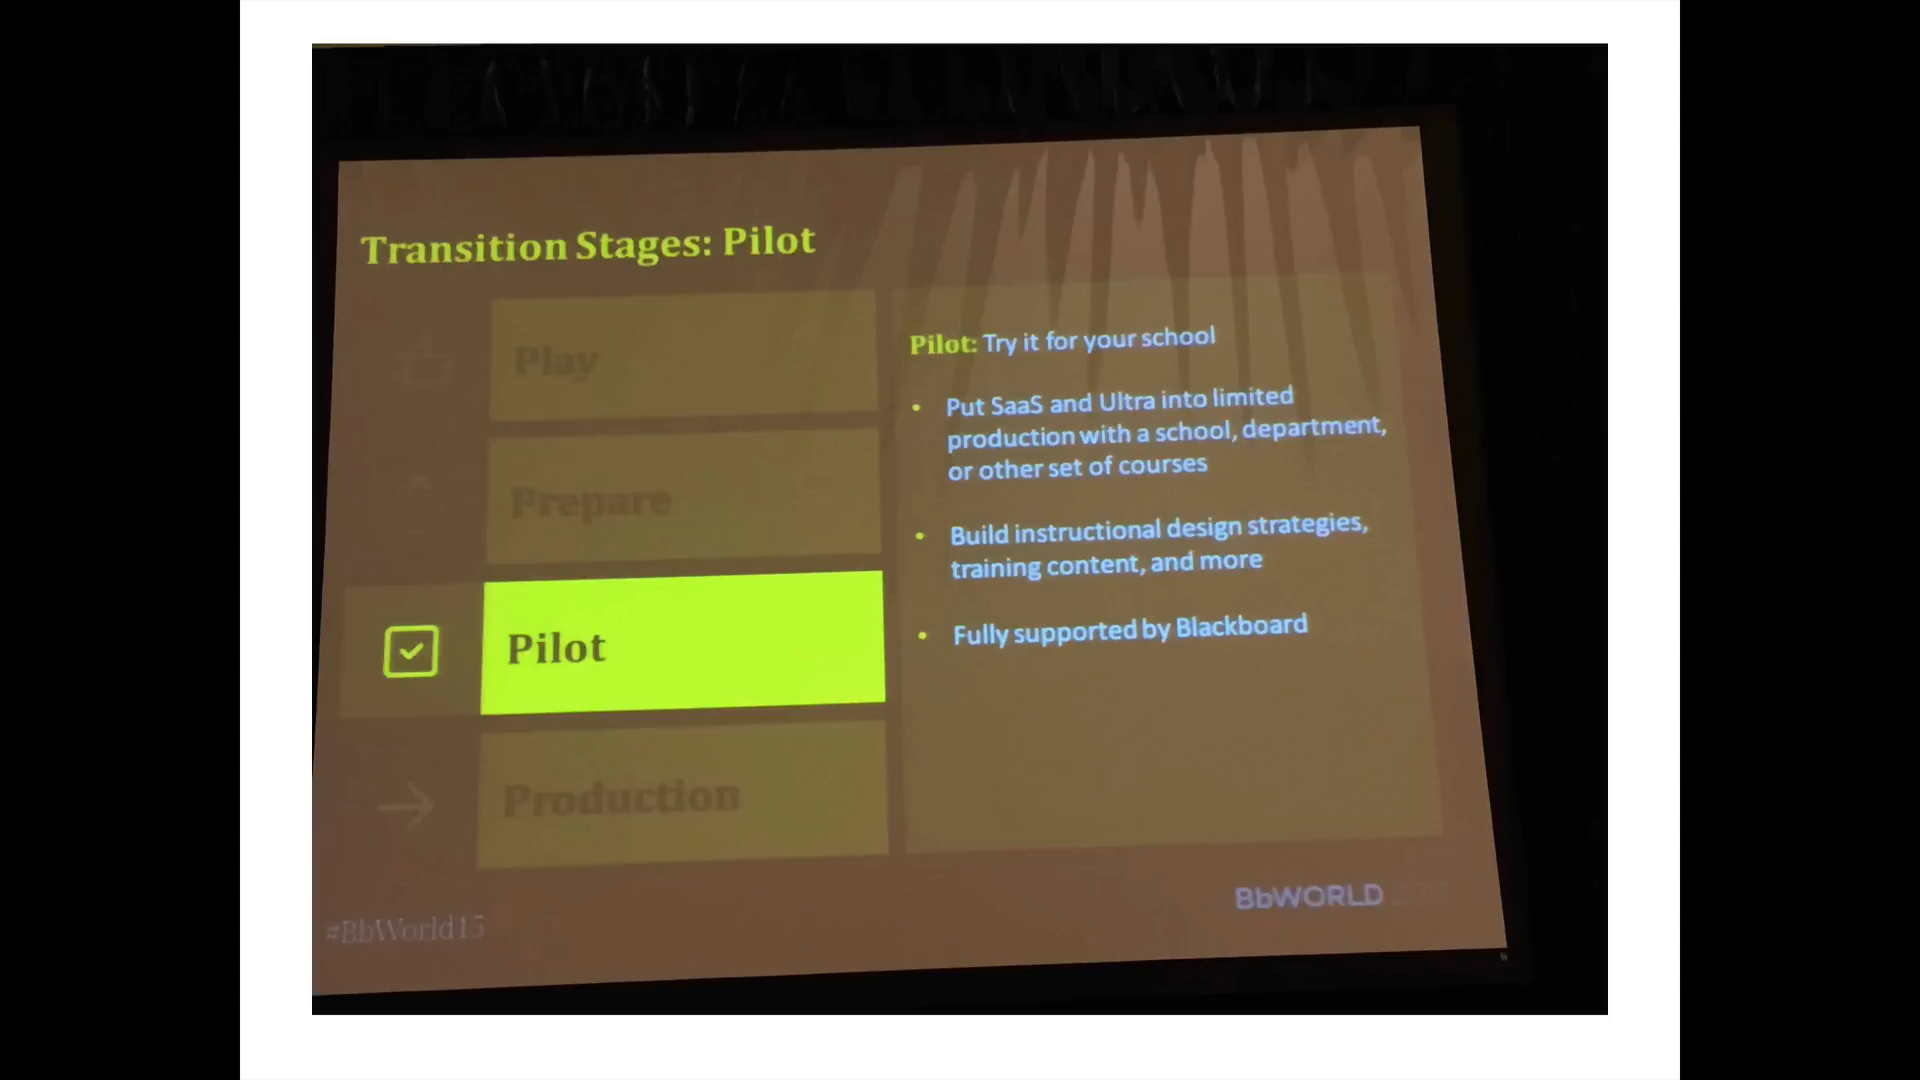 Transition Stages: Pilot
Play
Prepare
Pilot
Production
Pilot: Try it for your school
• Put SaaS and Ultra into limited
production with a school, department,
or other set of courses
• Build instructional design strategies,
training content, and more
• Fully supported by Blackboard
BbWORLD
#BbWorld15